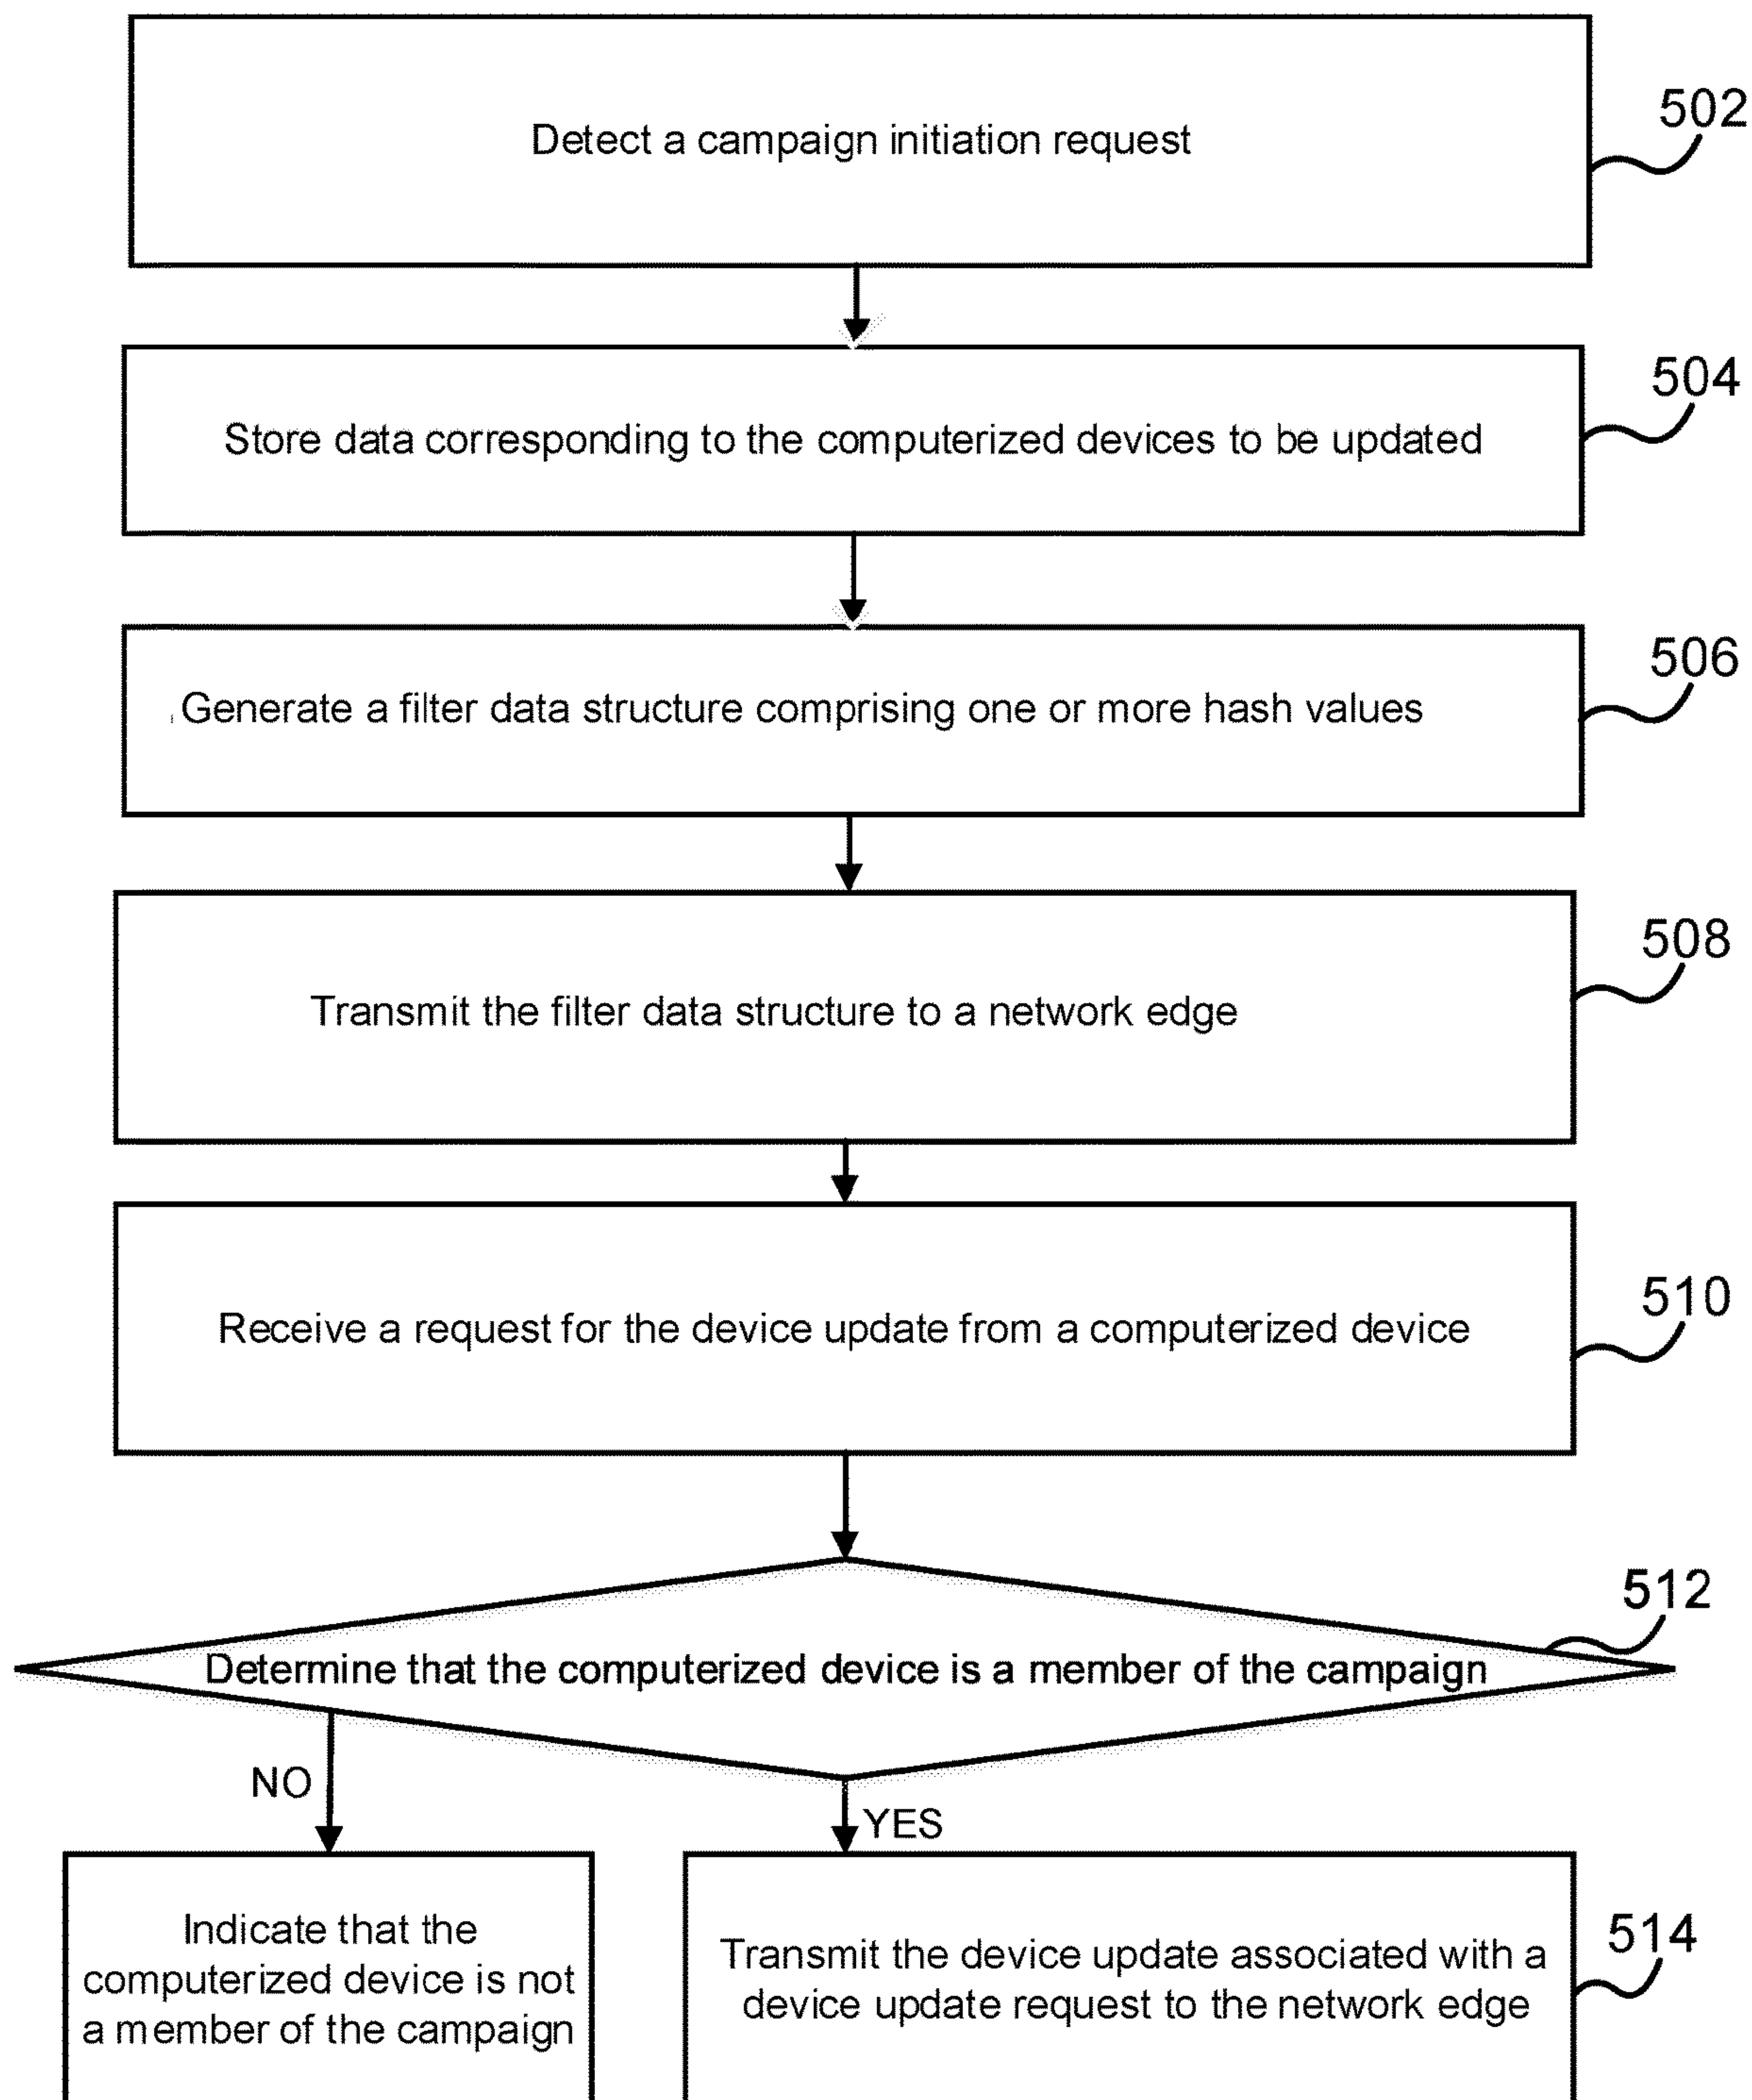 Detect a campaign initiation request
502
Store data corresponding to the computerized devices to be updated
504
Generate a filter data structure comprising one or more hash values
506
Transmit the filter data structure to a network edge
508
Receive a request for the device update from a computerized device
510
Determine that the computerized device is a member of the campaign
512
NO
YES
Indicate that the
computerized device is not
a member of the campaign
Transmit the device update associated with a
device update request to the network edge
514